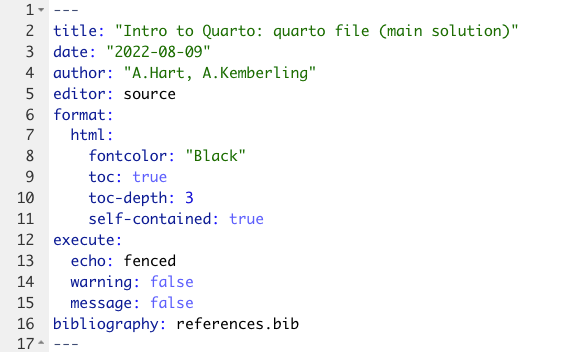 1 ---
2 title: "Intro to Quarto: quarto file (main solution)"
3 date: "2022-08-09"
4 author: "A.Hart, A.Kemberling"
5 editor: source
6 format:
7   html:
8     fontcolor: "Black"
9     toc: true
10     toc-depth: 3
11     self-contained: true
12 execute:
13   echo: fenced
14   warning: false
15   message: false
16 bibliography: references.bib
17 ---